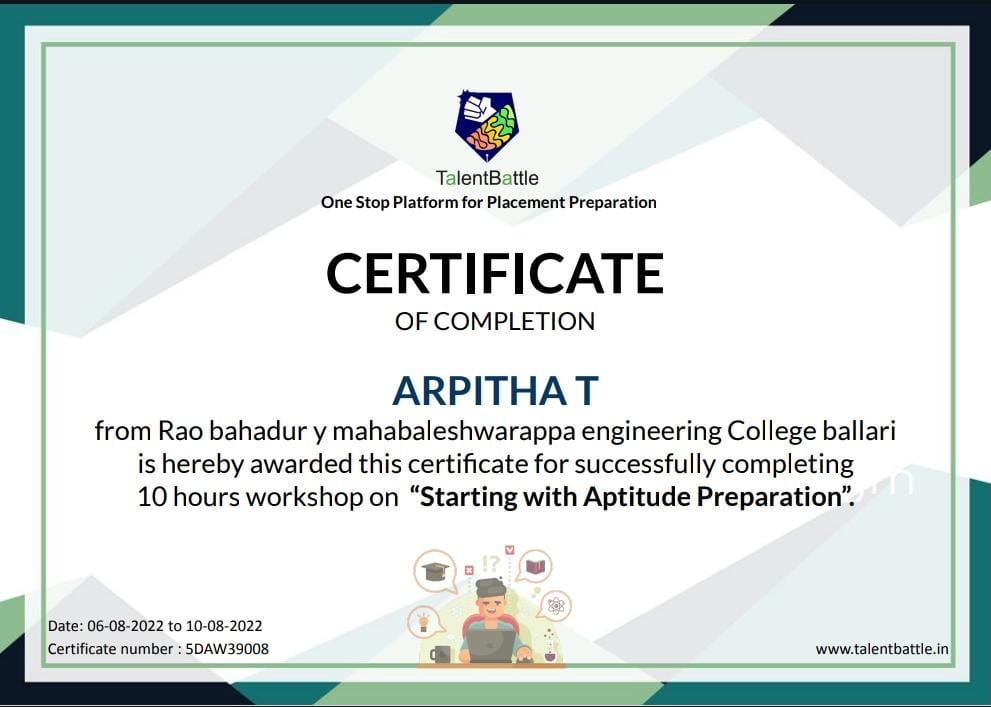 TalentBattle
One Stop Platform for Placement Preparation
CERTIFICATE
OF COMPLETION
ARPITHA T
from Rao bahadur y mahabaleshwarappa engineering College ballari
is hereby awarded this certificate for successfully completing
10 hours workshop on “Starting with Aptitude Preparation”.
!?
Date: 06-08-2022 to 10-08-2022
Certificate number : 5DAW39008
www.talentbattle.in